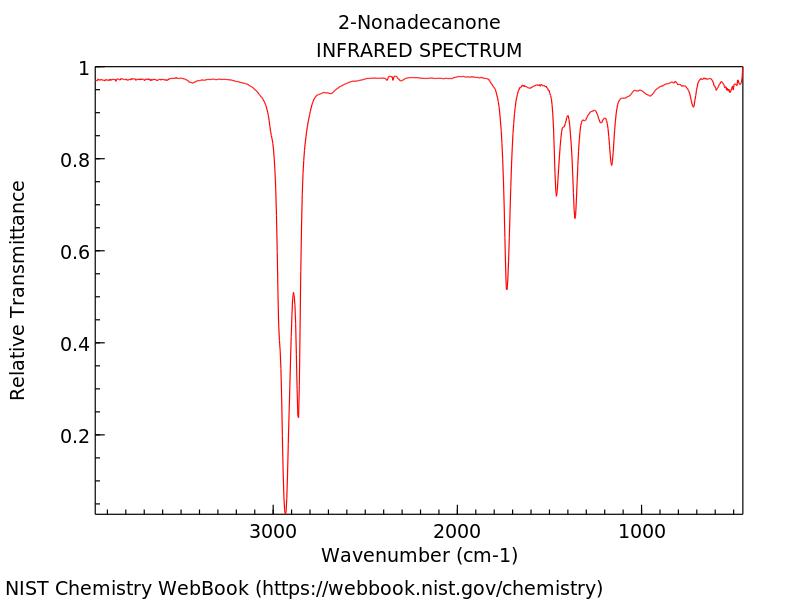 2-Nonadecanone
INFRARED SPECTRUM
1
0.8
0.6
0.4
0.2
Relative Transmittance
3000 2000 1000
Wavenumber (cm-1)
NIST Chemistry WebBook (https://webbook.nist.gov/chemistry)